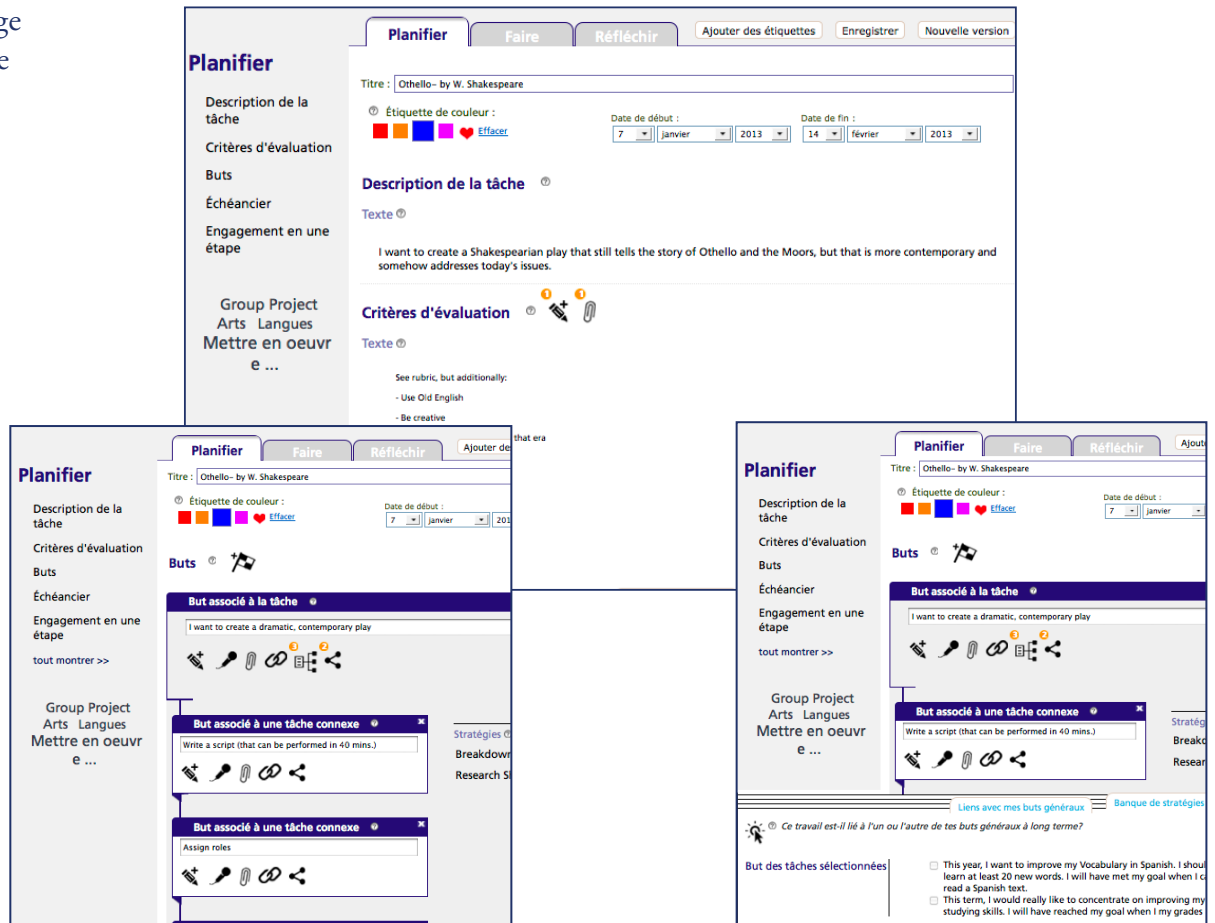 Planifier
Faire
Réfléchir
Ajouter des étiquettes
Enregistrer
Nouvelle version
Planifier
Description de la
tâche
Critères d'évaluation
Buts
Échéancier
Engagement en une
étape
Group Project
Arts Langues
Mettre en oeuvr
e ...
Titre : Othello- by W. Shakespeare
Étiquette de couleur :
Effacer
Date de début :
7 janvier 2013
Date de fin :
14 février 2013
Description de la tâche
Texte
I want to create a Shakespearian play that still tells the story of Othello and the Moors, but that is more contemporary and
somehow addresses today's issues.
Critères d'évaluation
1 1
Texte
See rubric, but additionally:
- Use Old English
- Be creative
that era
Planifier
Faire
Réfléchir
Ajouter de
Planifier
Description de la
tâche
Critères d'évaluation
Buts
Échéancier
Engagement en une
étape
tout montrer >>
Group Project
Arts Langues
Mettre en oeuvr
e ...
Titre : Othello- by W. Shakespeare
Étiquette de couleur :
Effacer
Date de début :
7 janvier 201
Buts
But associé à la tâche
I want to create a dramatic, contemporary play
3 2
But associé à une tâche connexe
Write a script (that can be performed in 40 mins.)
Stratégies
Breakdow
Research S
But associé à une tâche connexe
Assign roles
Planifier
Faire
Réfléchir
Ajout
Planifier
Description de la
tâche
Critères d'évaluation
Buts
Échéancier
Engagement en une
étape
tout montrer >>
Group Project
Arts Langues
Mettre en oeuvr
e ...
Titre : Othello- by W. Shakespeare
Étiquette de couleur :
Effacer
Date de début :
7 janvier
Buts
But associé à la tâche
I want to create a dramatic, contemporary play
3 2
But associé à une tâche connexe
Write a script (that can be performed in 40 mins.)
Stratég
Breakd
Resear
Liens avec mes buts généraux
Banque de stratégies
Ce travail est-il lié à l'un ou l'autre de tes buts généraux à long terme?
But des tâches sélectionnées
This year, I want to improve my Vocabulary in Spanish. I shoul
learn at least 20 new words. I will have met my goal when I c
read a Spanish text.
This term, I would really like to concentrate on improving my
studying skills. I will have reached my goal when I my grades